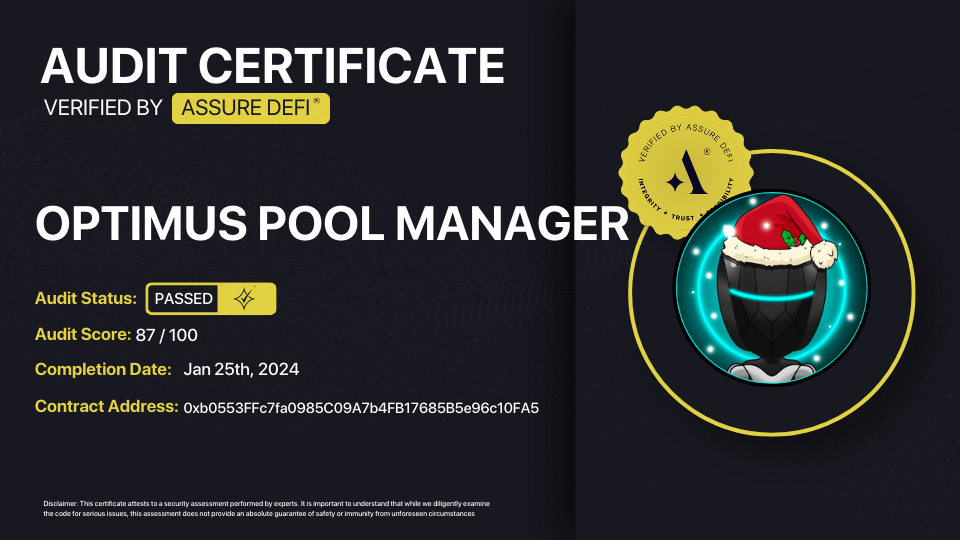 AUDIT CERTIFICATE
VERIFIED BY ASSURE DEFI ®
VERIFIED BY ASSURE DEFI
®
INTEGRITY ✦ TRUST ✦
OPTIMUS POOL MANAGER
Audit Status: PASSED
Audit Score: 87 / 100
Completion Date: Jan 25th, 2024
Contract Address: 0xb0553FFc7fa0985C09A7b4FB17685B5e96c10FA5
Disclaimer: This certificate attests to a security assessment performed by experts. It is important to understand that while we diligently examine
the code for serious issues, this assessment does not provide an absolute guarantee of safety or immunity from unforeseen circumstances